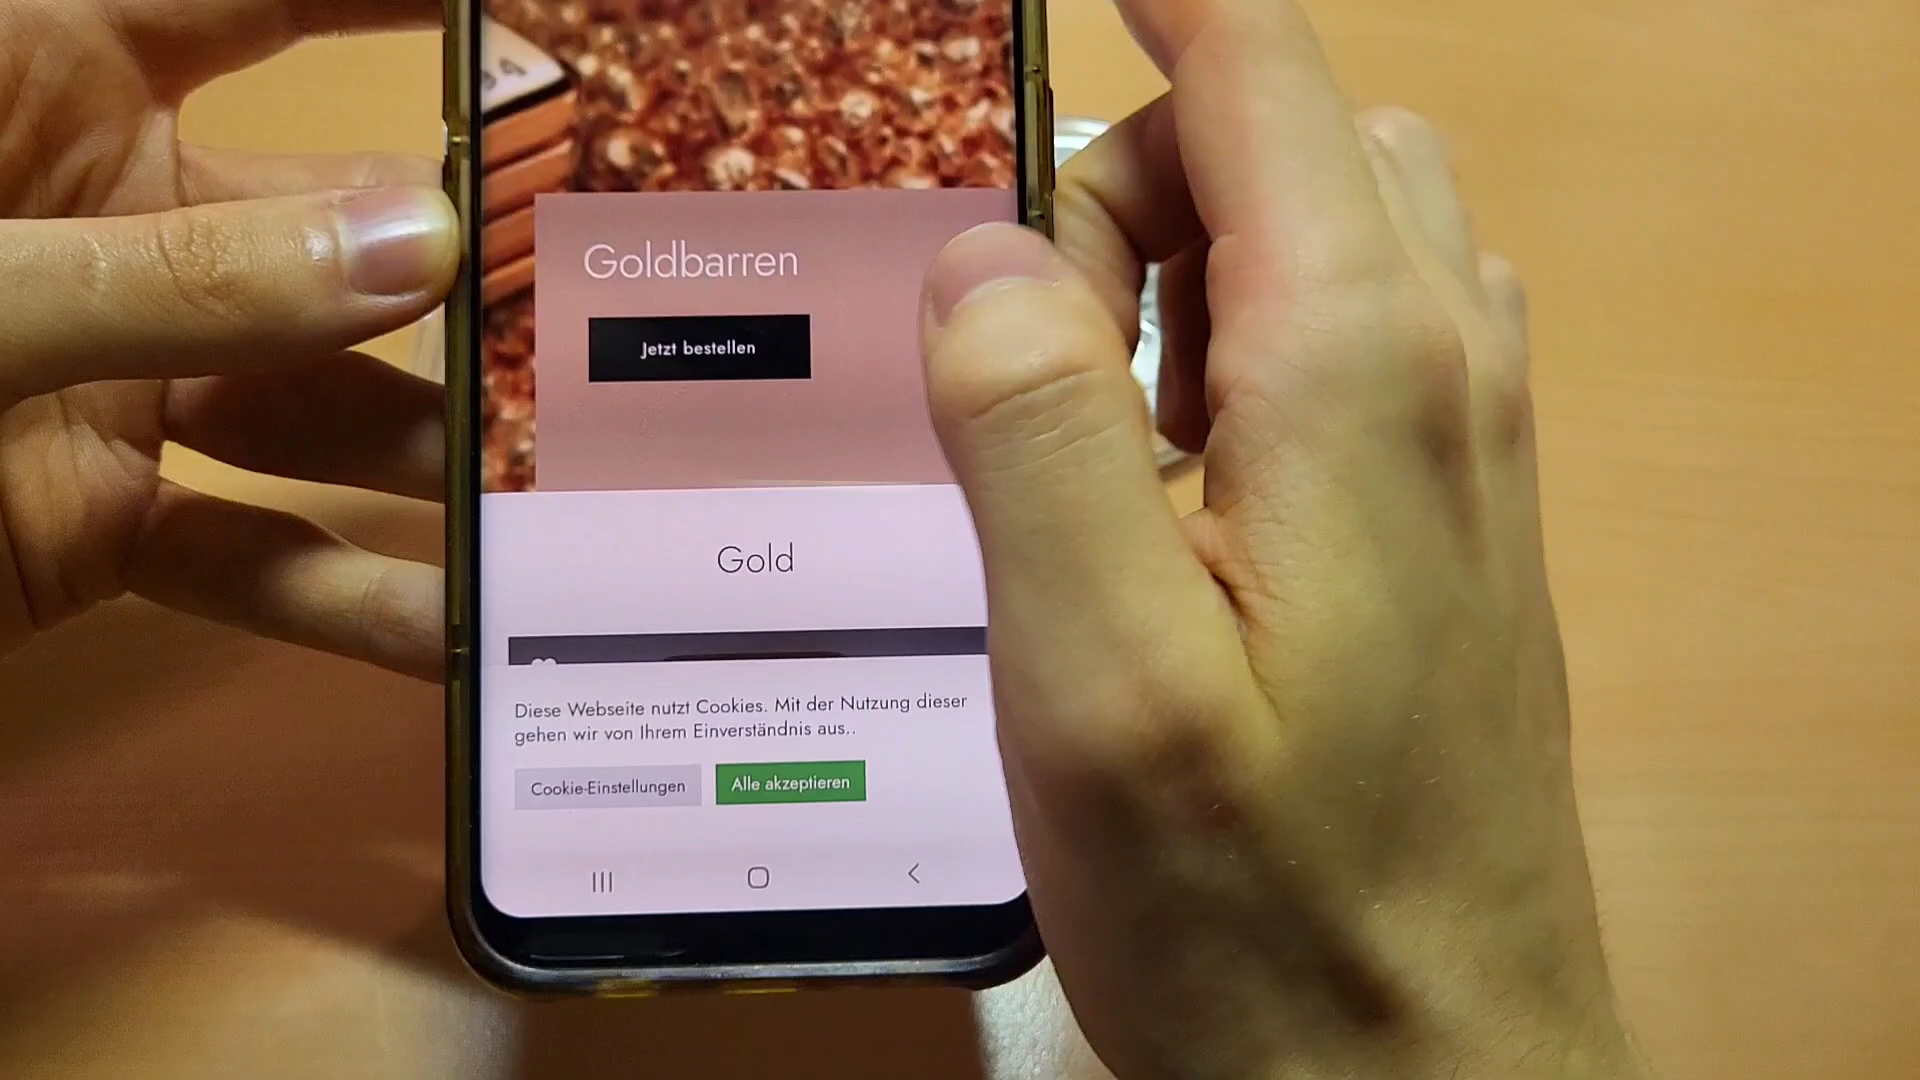 Goldbarren
Jetzt bestellen
Gold
Diese Webseite nutzt Cookies. Mit der Nutzung dieser
gehen wir von Ihrem Einverständnis aus..
Cookie-Einstellungen
Alle akzeptieren